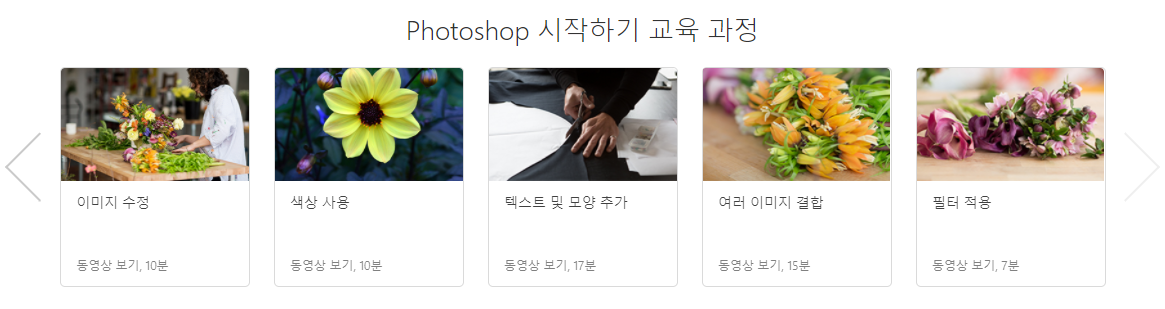 Photoshop 시작하기 교육 과정
이미지 수정
동영상 보기, 10분
색상 사용
동영상 보기, 10분
텍스트 및 모양 추가
동영상 보기, 17분
여러 이미지 결합
동영상 보기, 15분
필터 적용
동영상 보기, 7분